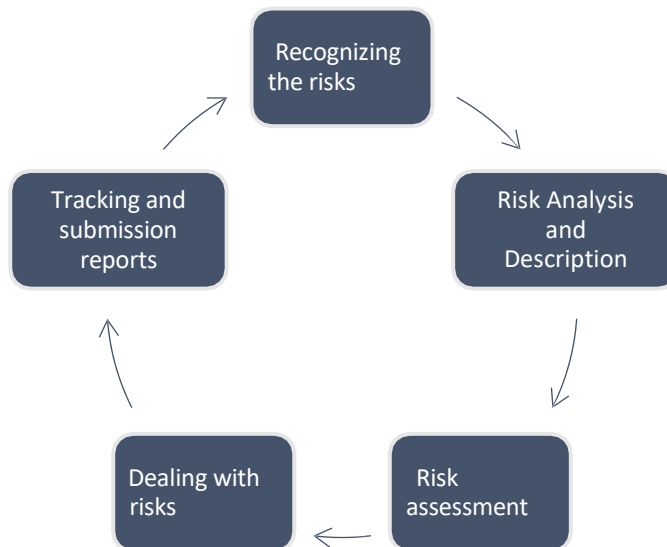 Recognizing
the risks
Risk Analysis
and
Description
Risk
assessment
Dealing with
risks
Tracking and
submission
reports